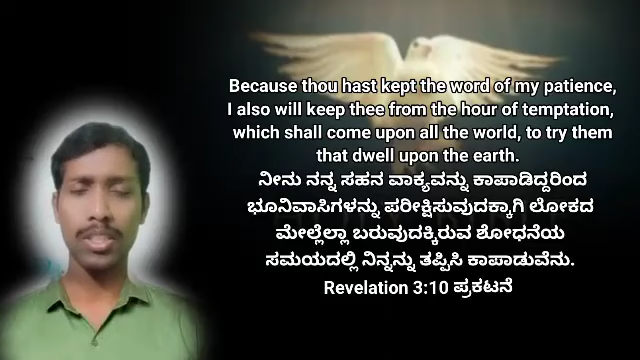 Because thou hast kept the word of my patience,
I also will keep thee from the hour of temptation,
which shall come upon all the world, to try them
that dwell upon the earth.
ನೀನು ನನ್ನ ಸಹನ ವಾಕ್ಯವನ್ನು ಕಾಪಾಡಿದ್ದರಿಂದ
ಭೂನಿವಾಸಿಗಳನ್ನು ಪರೀಕ್ಷಿಸುವುದಕ್ಕಾಗಿ ಲೋಕದ
ಮೇಲೆಲ್ಲಾ ಬರುವುದಕ್ಕಿರುವ ಶೋಧನೆಯ
ಸಮಯದಲ್ಲಿ ನಿನ್ನನ್ನು ತಪ್ಪಿಸಿ ಕಾಪಾಡುವೆನು.
Revelation 3:10 ಪ್ರಕಟನೆ